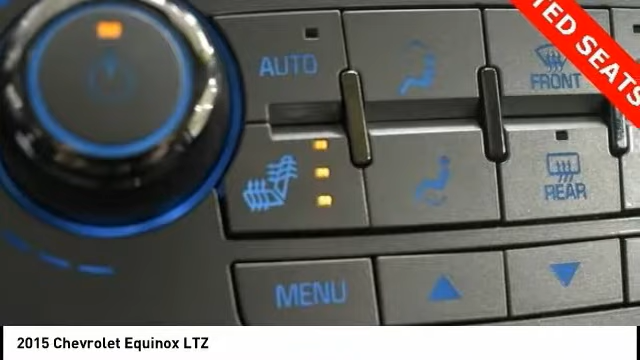 TED SEATS
AUTO
FRONT
REAR
MENU
2015 Chevrolet Equinox LTZ